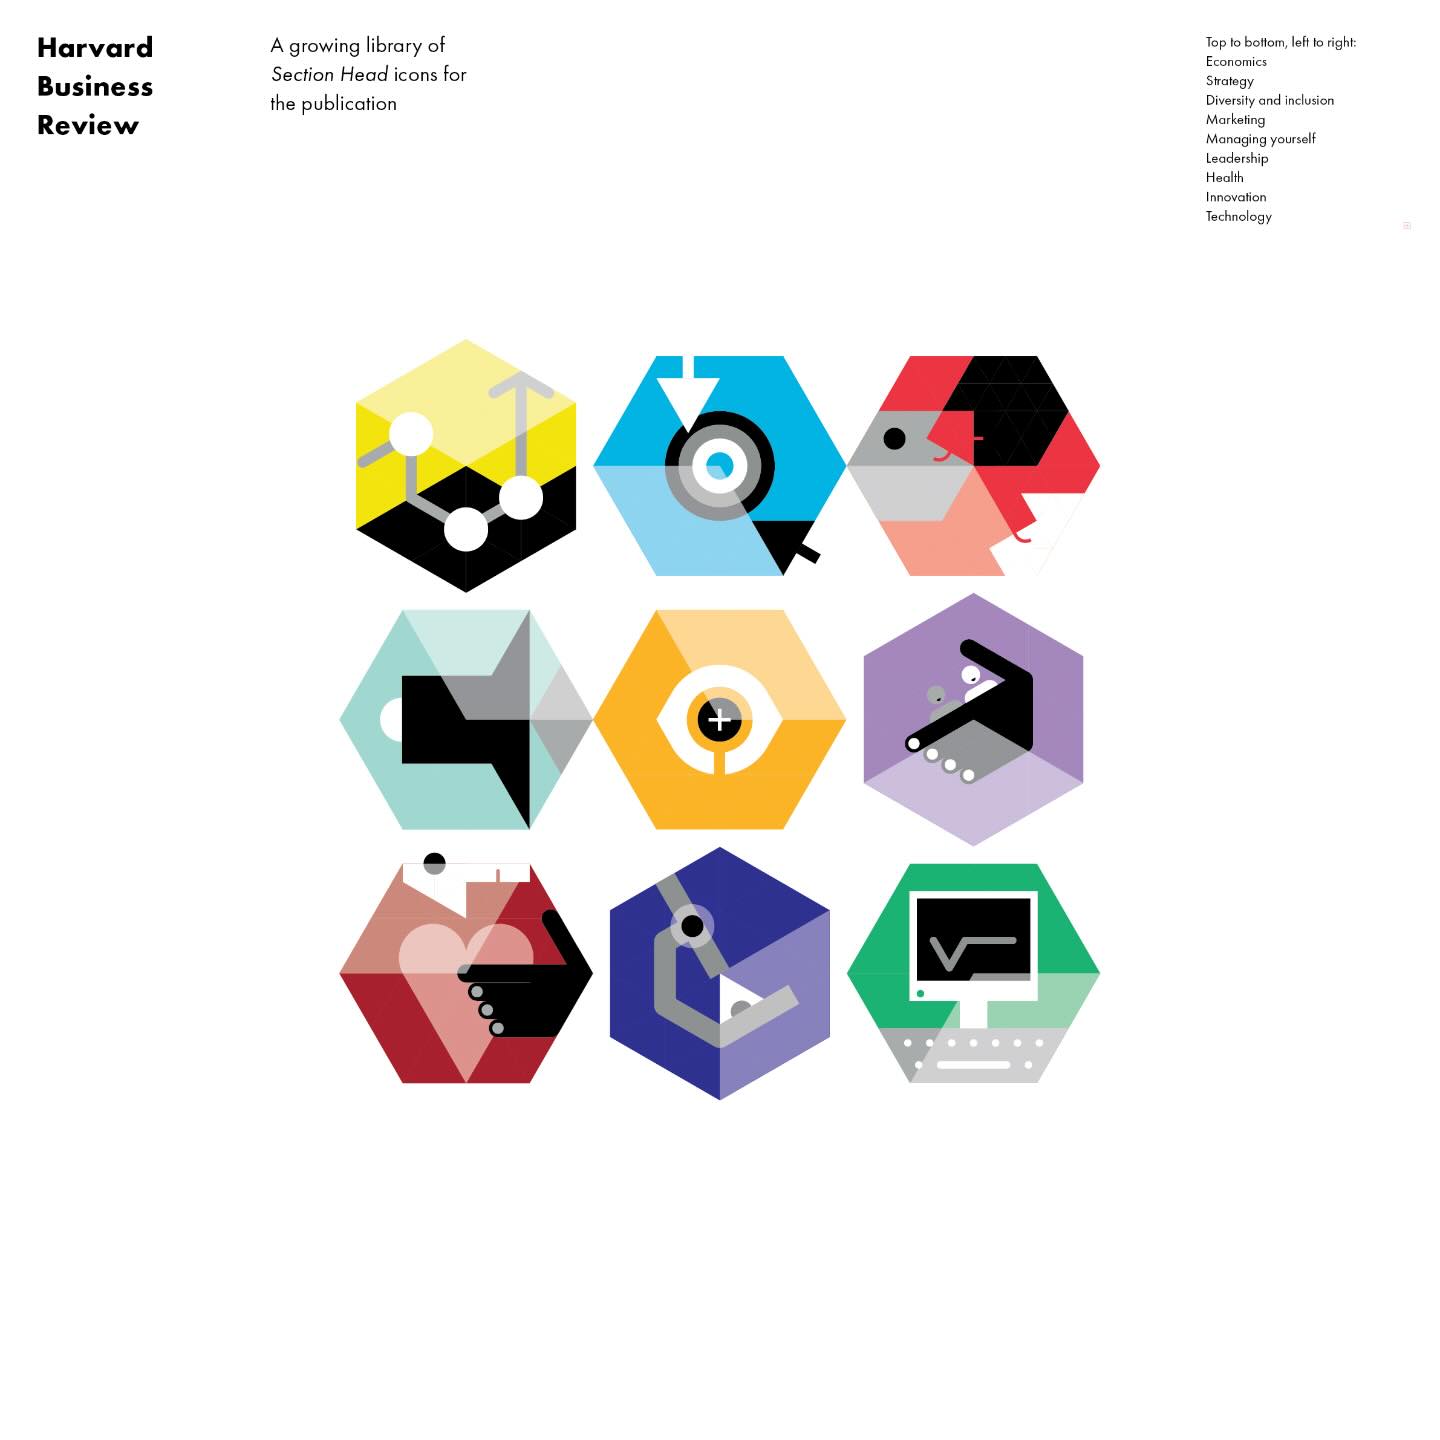 Harvard
Business
Review
A growing library of
Section Head icons for
the publication
Top to bottom, left to right:
Economics
Strategy
Diversity and inclusion
Marketing
Managing yourself
Leadership
Health
Innovation
Technology